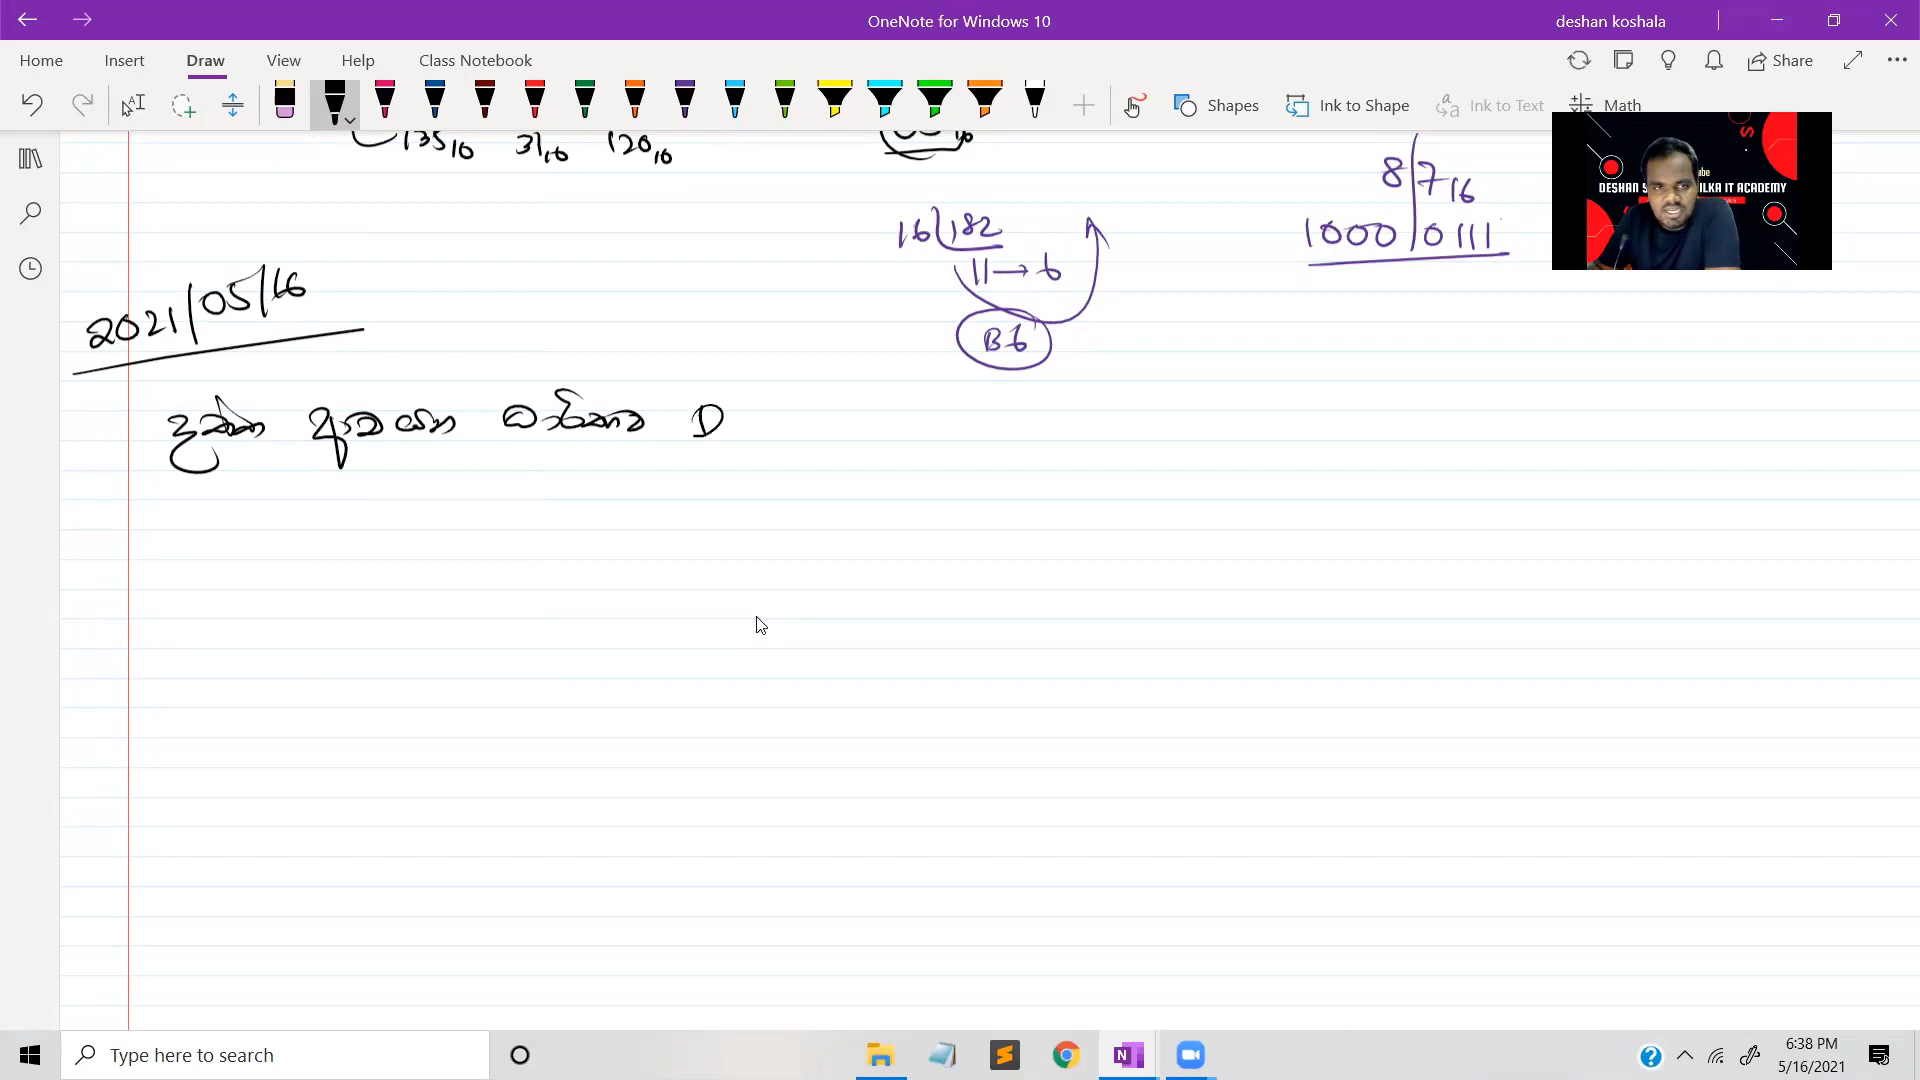 OneNote for Windows 10
deshan koshala
Home Insert Draw View Help Class Notebook
Share
Shapes Ink to Shape Ink to Text Math
135₁₀ 31₁₀ 120₁₀
8 7₁₆
1000 0111
16 182
11 → 6
B6
2021/05/16
D
DESHAN S ILKA IT ACADEMY
Type here to search
6:38 PM
5/16/2021